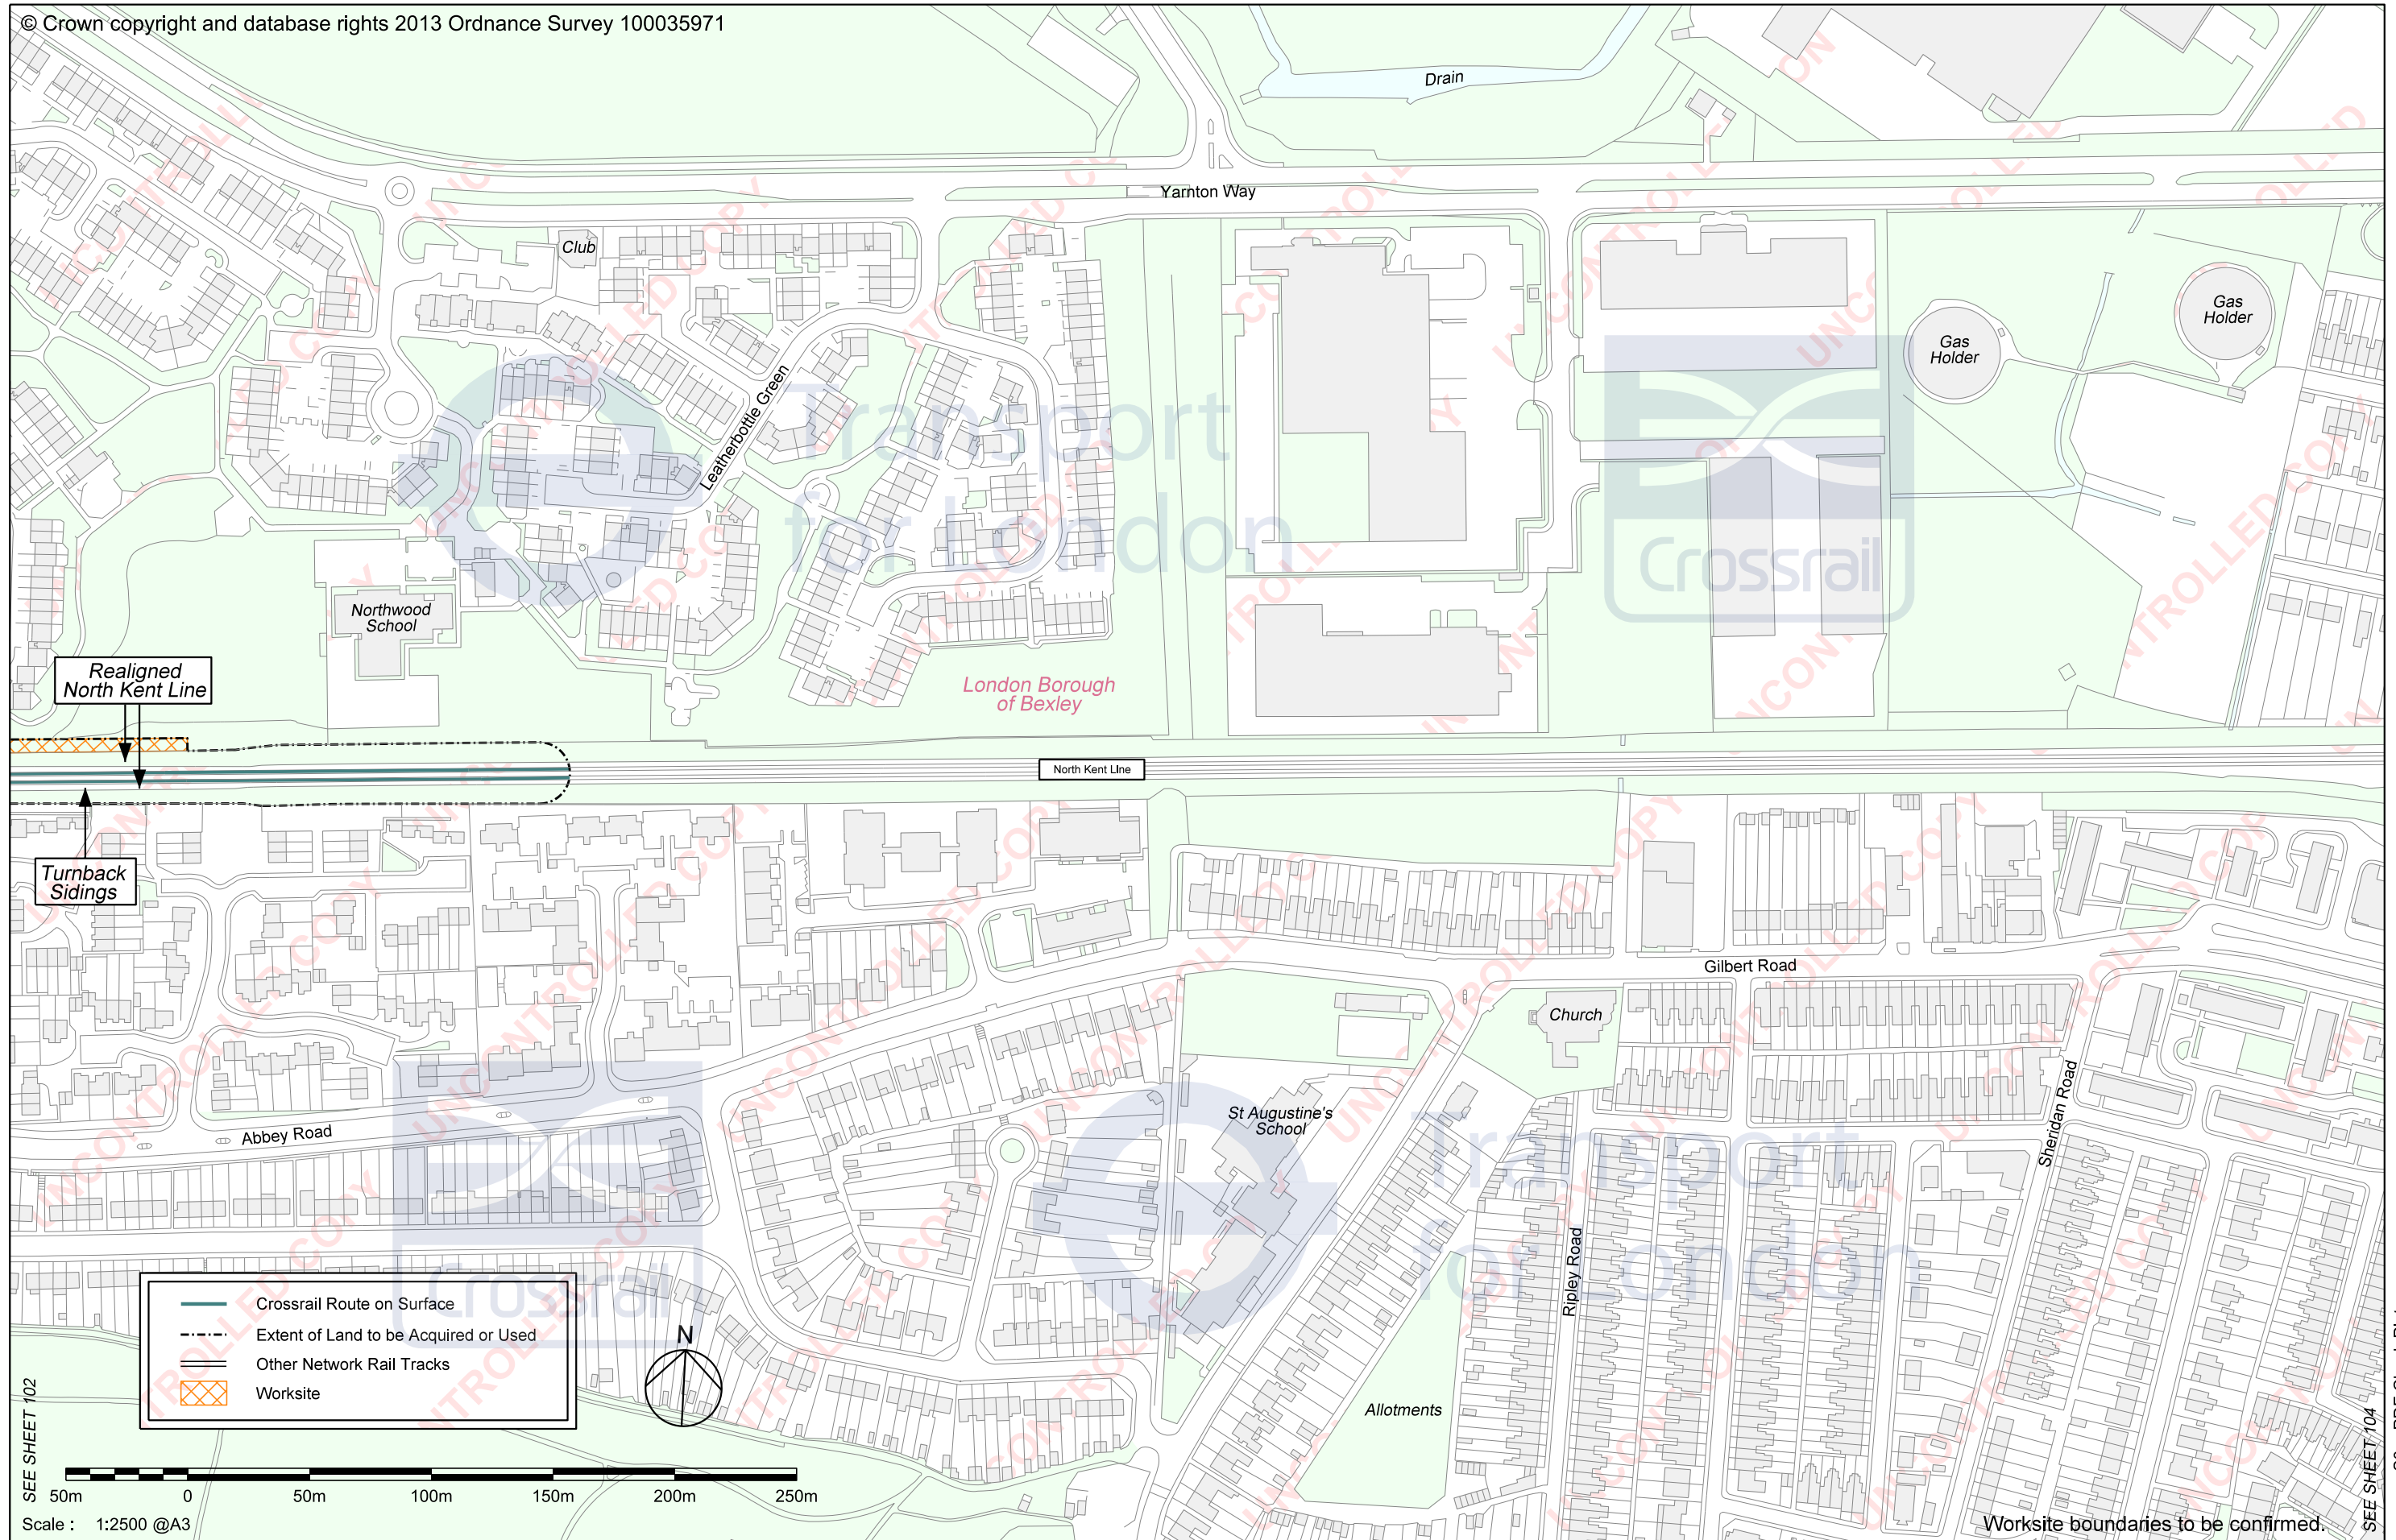 © Crown copyright and database rights 2013 Ordnance Survey 100035971
Drain
Yarnton Way
Club
Gas
Holder
Gas
Holder
Leatherbottle Green
Transport
for London
Crossrail
Northwood
School
Realigned
North Kent Line
London Borough
of Bexley
North Kent LIne
Turnback
Sidings
Gilbert Road
Church
St Augustine's
School
Abbey Road
Sheridan Road
Ripley Road
Transport
for London
Crossrail
Allotments
Crossrail Route on Surface
Extent of Land to be Acquired or Used
Other Network Rail Tracks
Worksite
N
SEE SHEET 102
SEE SHEET 104
50m 0 50m 100m 150m 200m 250m
Scale : 1:2500 @A3
Worksite boundaries to be confirmed.
UNCONTROLLED COPY